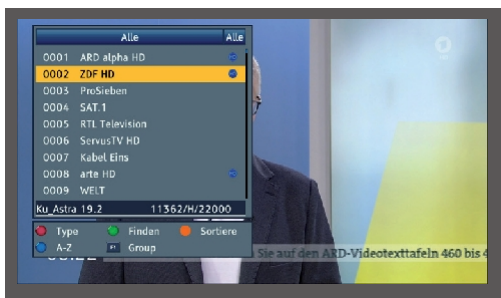 Alle Alle
0001 ARD alpha HD
0002 ZDF HD
0003 ProSieben
0004 SAT.1
0005 RTL Television
0006 ServusTV HD
0007 Kabel Eins
0008 arte HD
0009 WELT
Ku_Astra 19.2 11362/H/22000
Type Finden Sortiere
A-Z Group
Sie auf den ARD-Videotexttafeln 460 bis 4